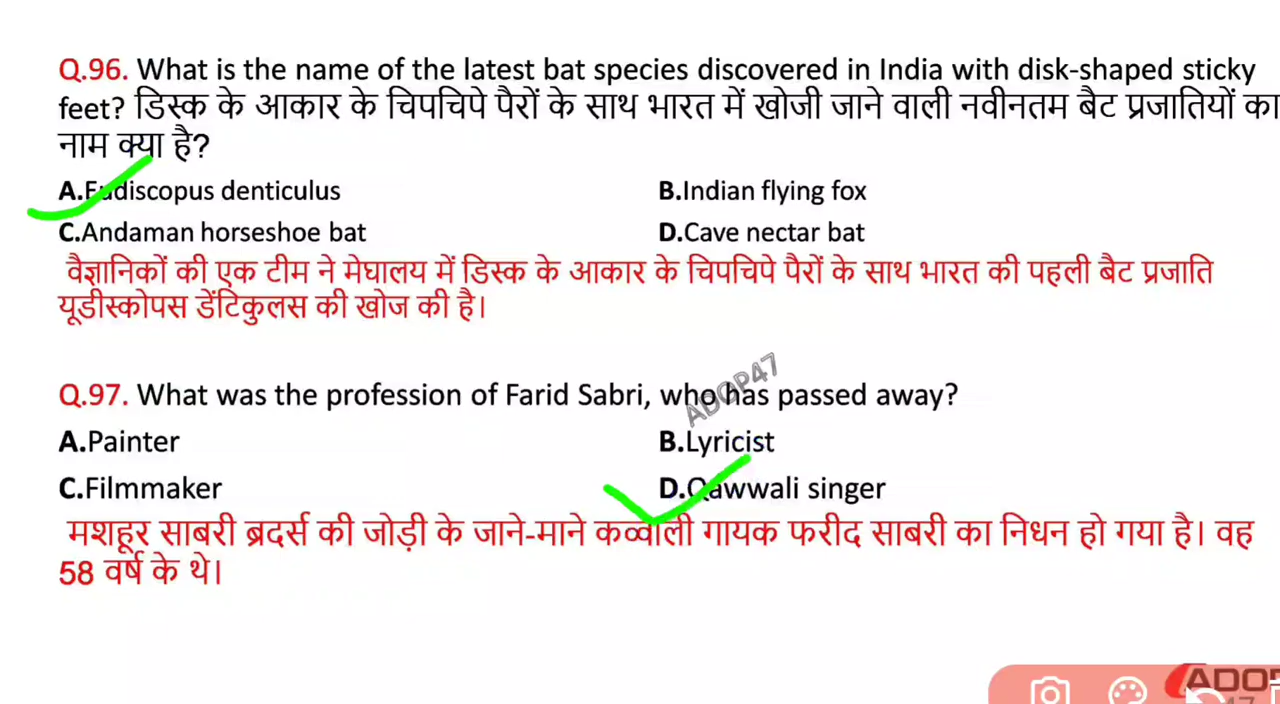 Q.96. What is the name of the latest bat species discovered in India with disk-shaped sticky
feet? डिस्क के आकार के चिपचिपे पैरों के साथ भारत में खोजी जाने वाली नवीनतम बैट प्रजातियों का
नाम क्या है?
A.Eudiscopus denticulus B.Indian flying fox
C.Andaman horseshoe bat D.Cave nectar bat
वैज्ञानिकों की एक टीम ने मेघालय में डिस्क के आकार के चिपचिपे पैरों के साथ भारत की पहली बैट प्रजाति
यूडीस्कोपस डेंटिकुलस की खोज की है।
Q.97. What was the profession of Farid Sabri, who has passed away?
ADOP47
A.Painter B.Lyricist
C.Filmmaker D.Qawwali singer
मशहूर साबरी ब्रदर्स की जोड़ी के जाने-माने कव्वाली गायक फरीद साबरी का निधन हो गया है। वह
58 वर्ष के थे।